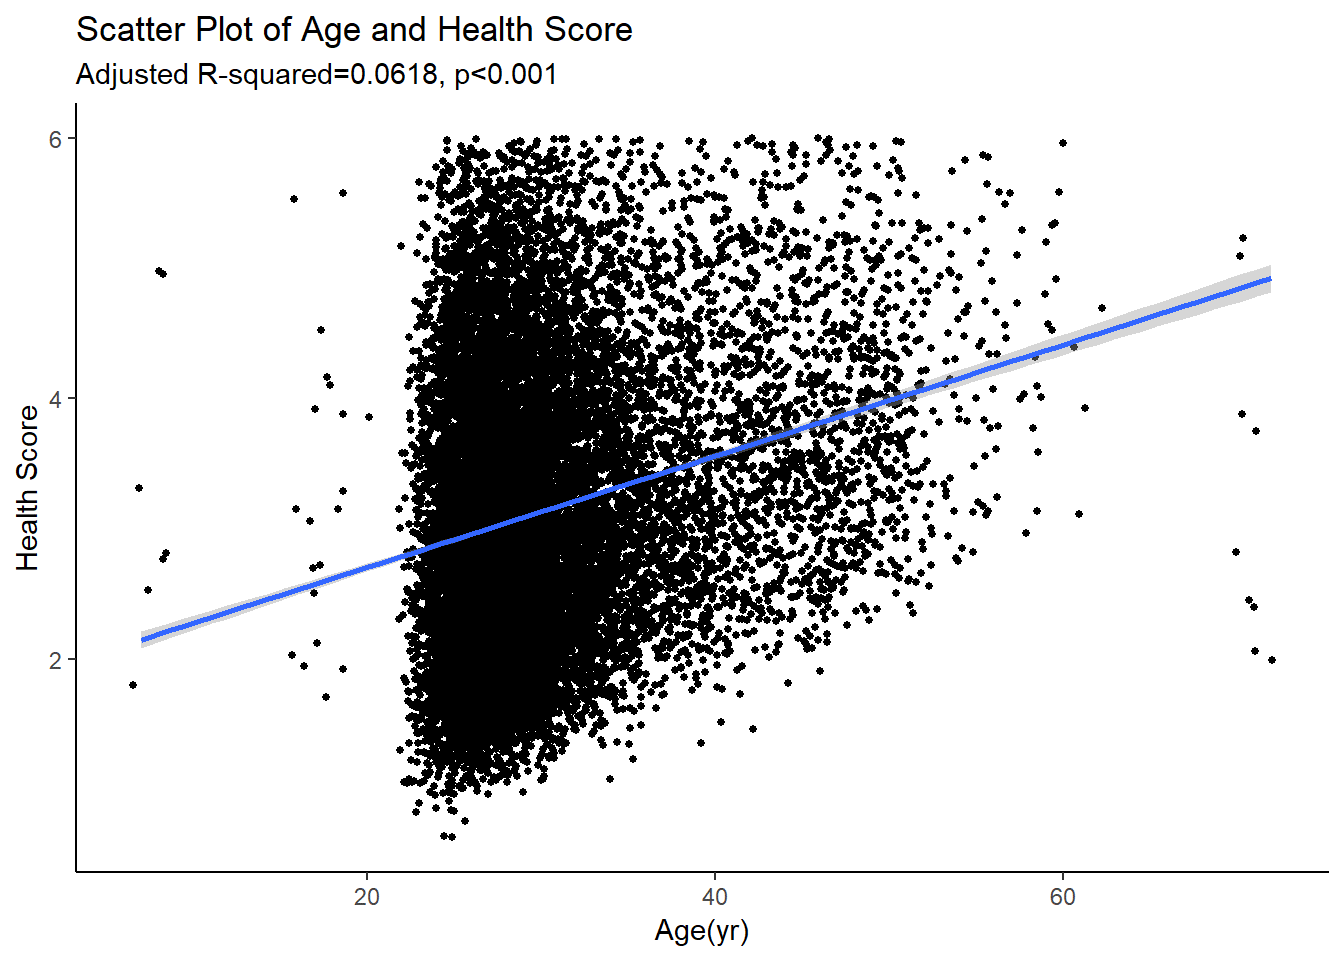 Scatter Plot of Age and Health Score
Adjusted R-squared=0.0618, p<0.001
6
4
2
Health Score
20 40 60
Age(yr)